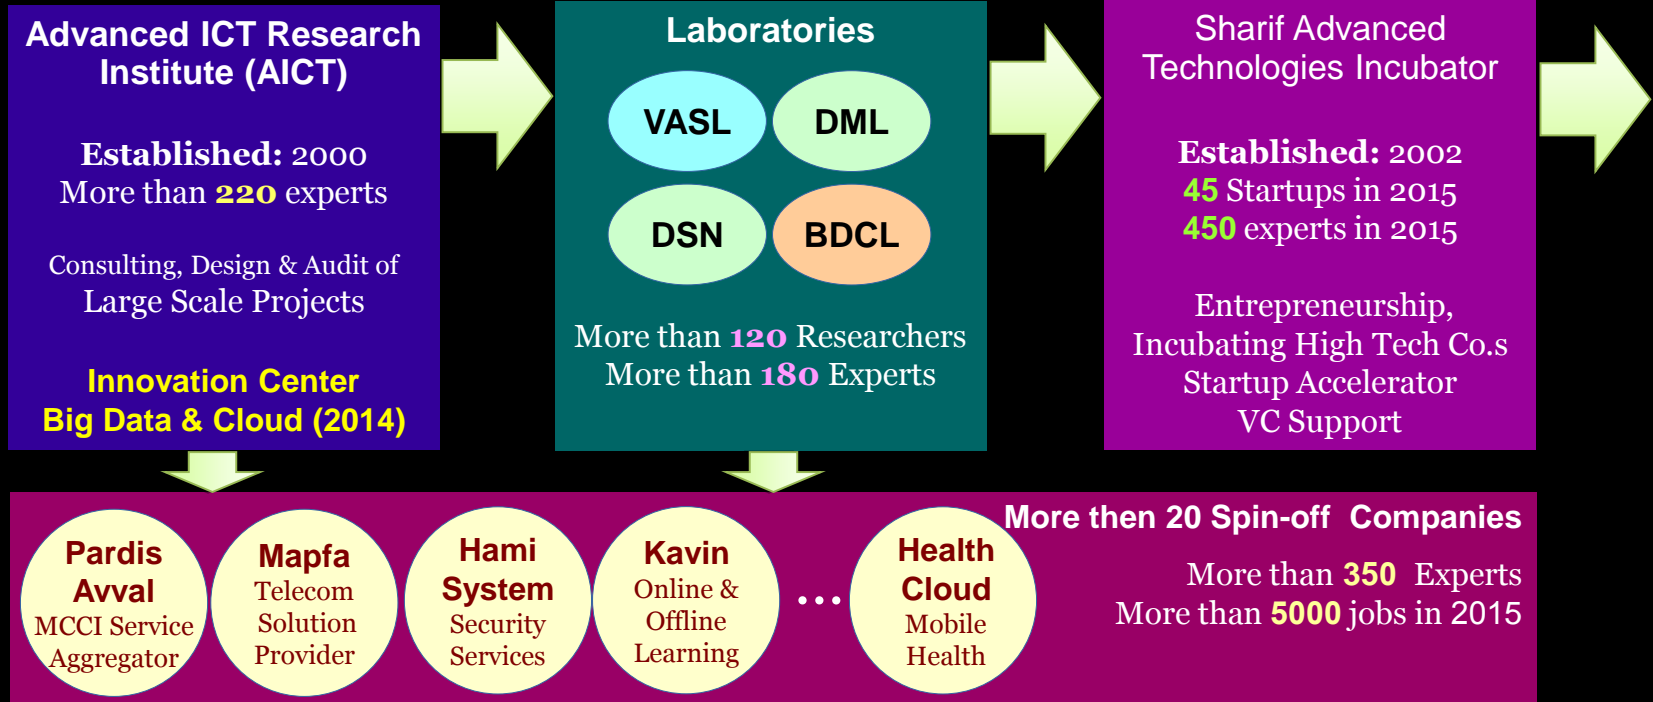 Advanced ICT Research
Institute (AICT)
Established: 2000
More than 220 experts
Consulting, Design & Audit of
Large Scale Projects
Innovation Center
Big Data & Cloud (2014)
Laboratories
VASL
DML
DSN
BDCL
More than 120 Researchers
More than 180 Experts
Sharif Advanced
Technologies Incubator
Established: 2002
45 Startups in 2015
450 experts in 2015
Entrepreneurship,
Incubating High Tech Co.s
Startup Accelerator
VC Support
Pardis
Avval
MCCI Service
Aggregator
Mapfa
Telecom
Solution
Provider
Hami
System
Security
Services
Kavin
Online &
Offline
Learning
...
Health
Cloud
Mobile
Health
More then 20 Spin-off Companies
More than 350 Experts
More than 5000 jobs in 2015